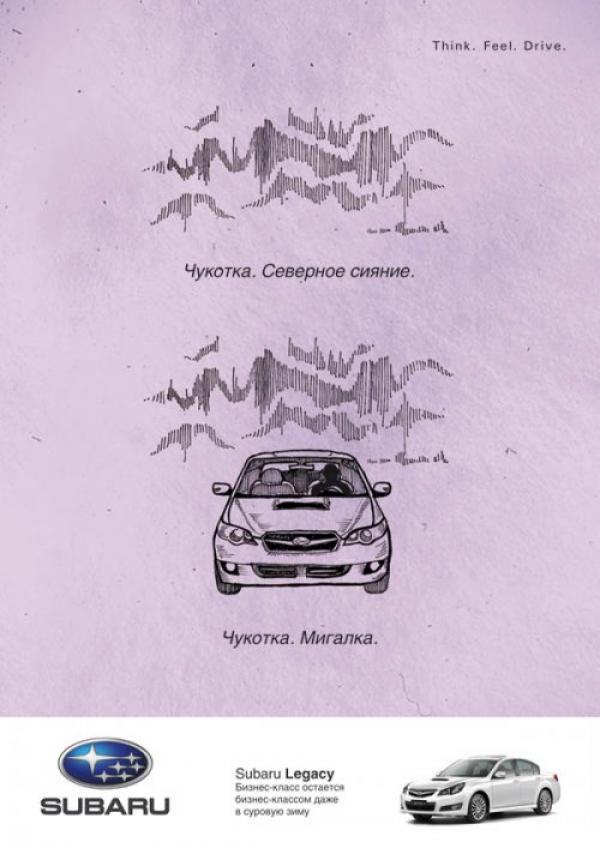 Think. Feel. Drive.
Чукотка. Северное сияние.
Чукотка. Мигалка.
Subaru Legacy
Бизнес-класс остается
бизнес-классом даже
в суровую зиму
SUBARU